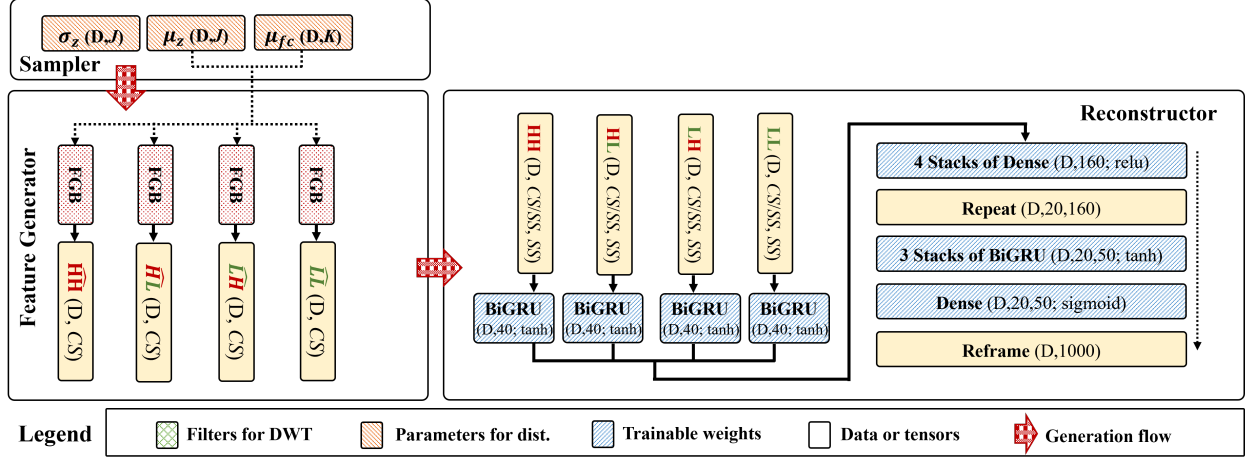 σz (D,J) μz (D,J) μfc (D,K)
Sampler
Feature Generator
FGB FGB FGB FGB
ĤH (D, CS) ĤL (D, CS) L̂H (D, CS) L̂L (D, CS)
Reconstructor
HH (D, CS/SS, SS) HL (D, CS/SS, SS) LH (D, CS/SS, SS) LL (D, CS/SS, SS)
BiGRU BiGRU BiGRU BiGRU
(D,40; tanh) (D,40; tanh) (D,40; tanh) (D,40; tanh)
4 Stacks of Dense (D,160; relu)
Repeat (D,20,160)
3 Stacks of BiGRU (D,20,50; tanh)
Dense (D,20,50; sigmoid)
Reframe (D,1000)
Legend Filters for DWT Parameters for dist. Trainable weights Data or tensors Generation flow